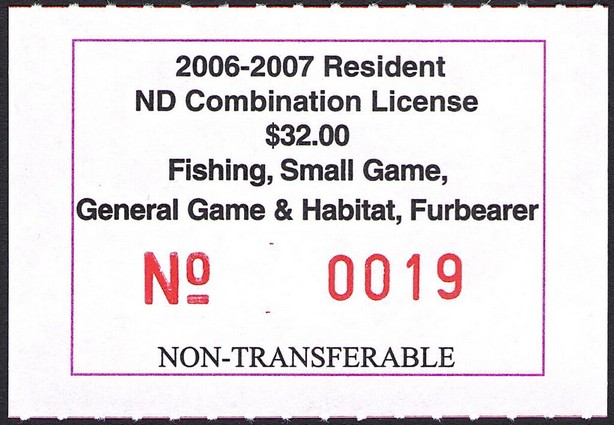 2006-2007 Resident
ND Combination License
$32.00
Fishing, Small Game,
General Game & Habitat, Furbearer
Nº 0019
NON-TRANSFERABLE